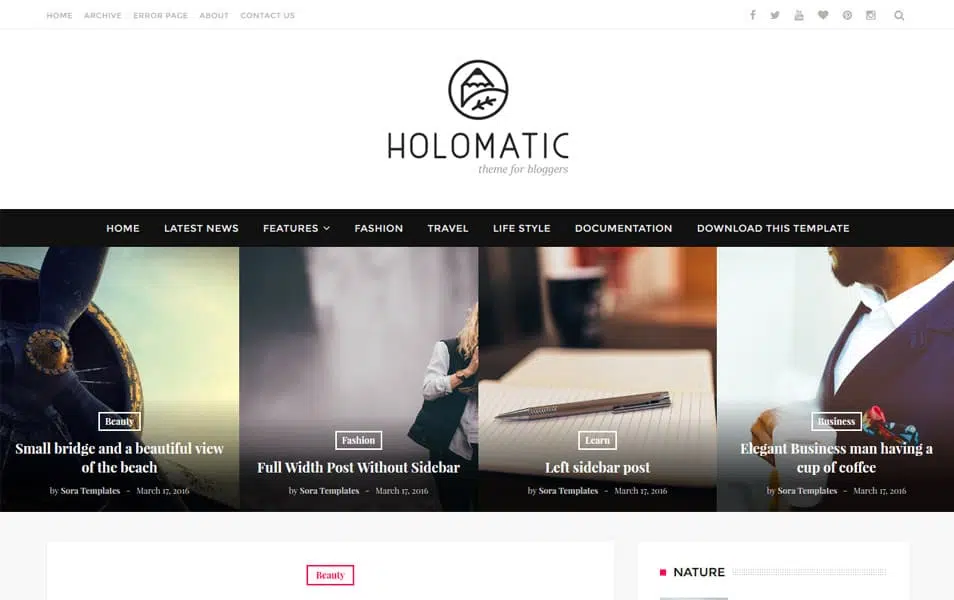 HOME ARCHIVE ERROR PAGE ABOUT CONTACT US
HOLOMATIC
theme for bloggers
HOME LATEST NEWS FEATURES FASHION TRAVEL LIFE STYLE DOCUMENTATION DOWNLOAD THIS TEMPLATE
Beauty
Small bridge and a beautiful view
of the beach
by Sora Templates - March 17, 2016
Fashion
Full Width Post Without Sidebar
by Sora Templates - March 17, 2016
Learn
Left sidebar post
by Sora Templates - March 17, 2016
Business
Elegant Business man having a
cup of coffee
by Sora Templates - March 17, 2016
Beauty
NATURE